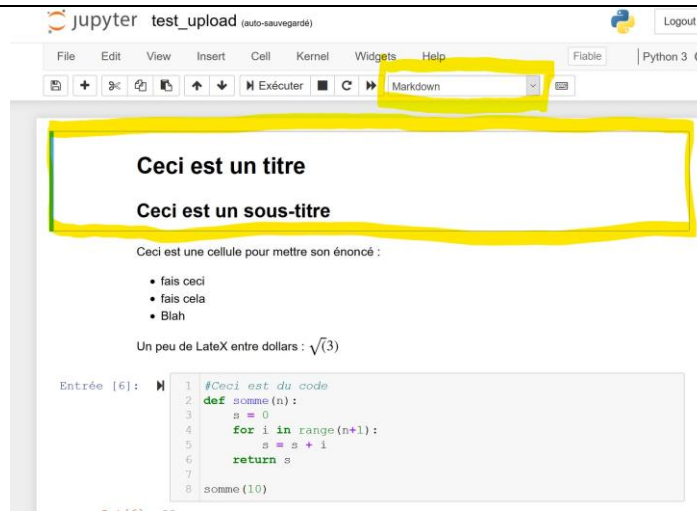 jupyter test_upload (auto-sauvegardé)
Logout
File Edit View Insert Cell Kernel Widgets Help Fiable Python 3
Exécuter Markdown
Ceci est un titre
Ceci est un sous-titre
Ceci est une cellule pour mettre son énoncé :
• fais ceci
• fais cela
• Blah
Un peu de LateX entre dollars : √(3)
Entrée [6]:
1 #Ceci est du code
2 def somme(n):
3 s = 0
4 for i in range(n+1):
5 s = s + i
6 return s
7
8 somme(10)